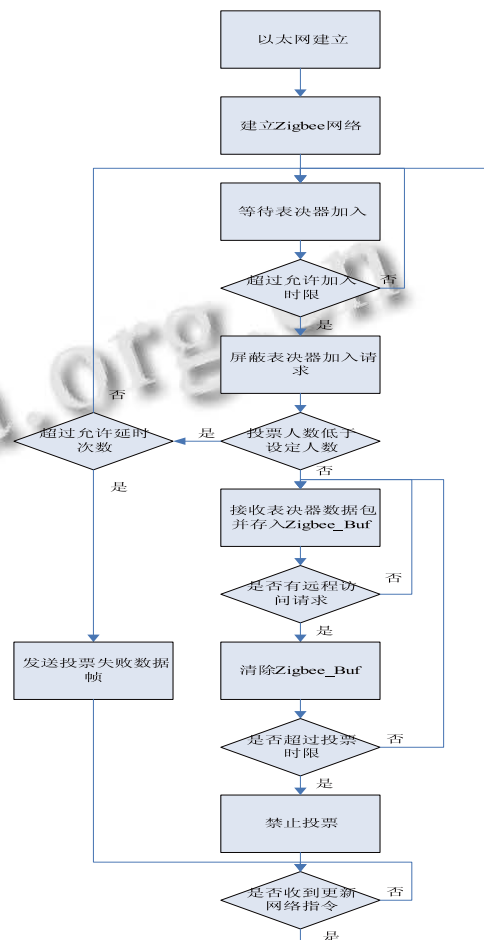 以太网建立
建立Zigbee网络
等待表决器加入
超过允许加入
时限
否
是
屏蔽表决器加入请
求
否
超过允许延时
次数
是
投票人数低于
设定人数
是
否
接收表决器数据包
并存入Zigbee_Buf
是否有远程访
问请求
否
是
发送投票失败数据
帧
清除Zigbee_Buf
是否超过投票
时限
否
是
禁止投票
是否收到更新
网络指令
否
是